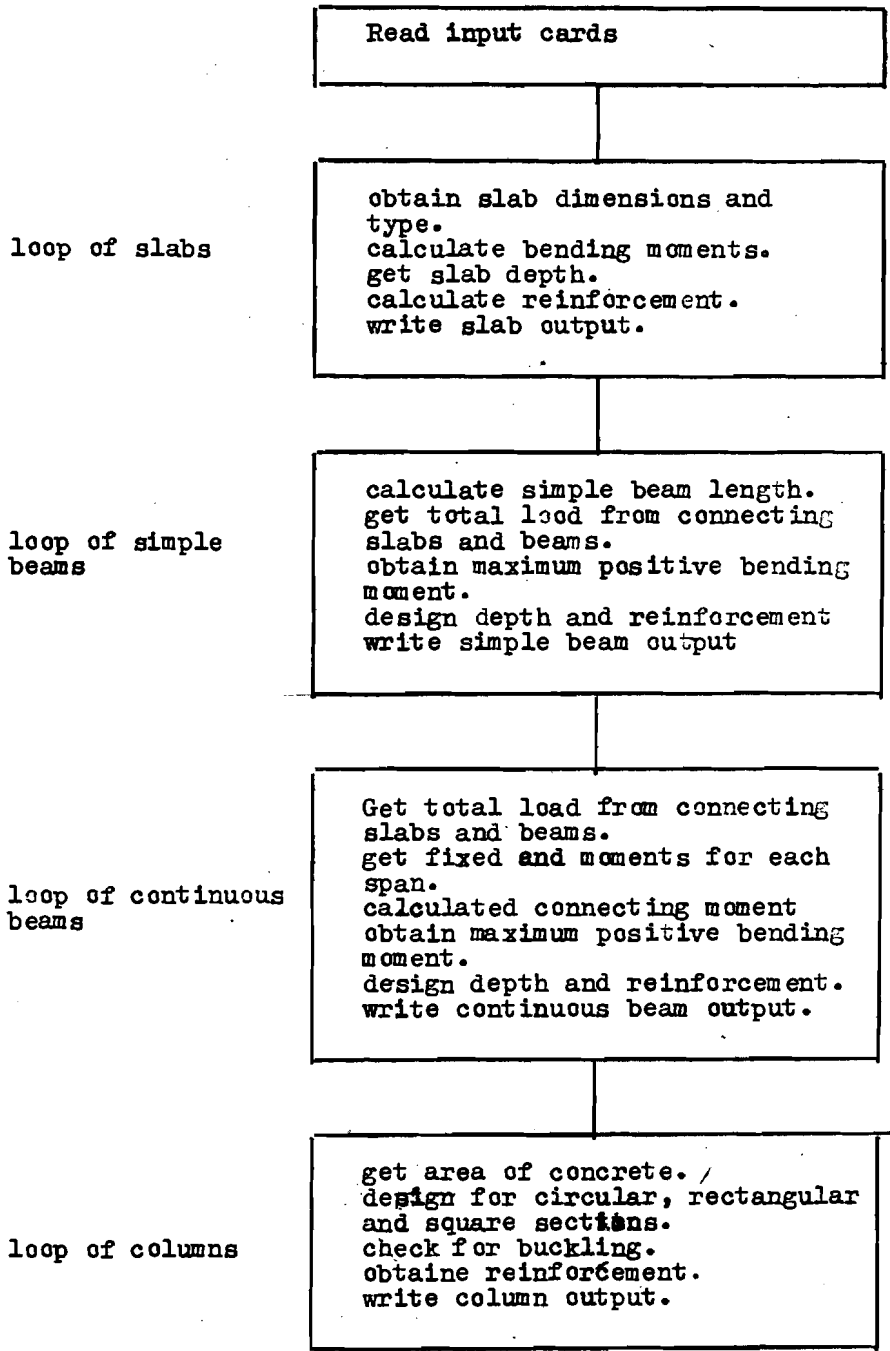 Read input cards
loop of slabs
obtain slab dimensions and
type.
calculate bending moments.
get slab depth.
calculate reinforcement.
write slab output.
loop of simple
beams
calculate simple beam length.
get total lood from connecting
slabs and beams.
obtain maximum positive bending
moment.
design depth and reinforcement
write simple beam output
loop of continuous
beams
Get total load from connecting
slabs and beams.
get fixed and moments for each
span.
calculated connecting moment
obtain maximum positive bending
moment.
design depth and reinforcement.
write continuous beam output.
loop of columns
get area of concrete.
design for circular, rectangular
and square sections.
check for buckling.
obtaine reinforcement.
write column output.